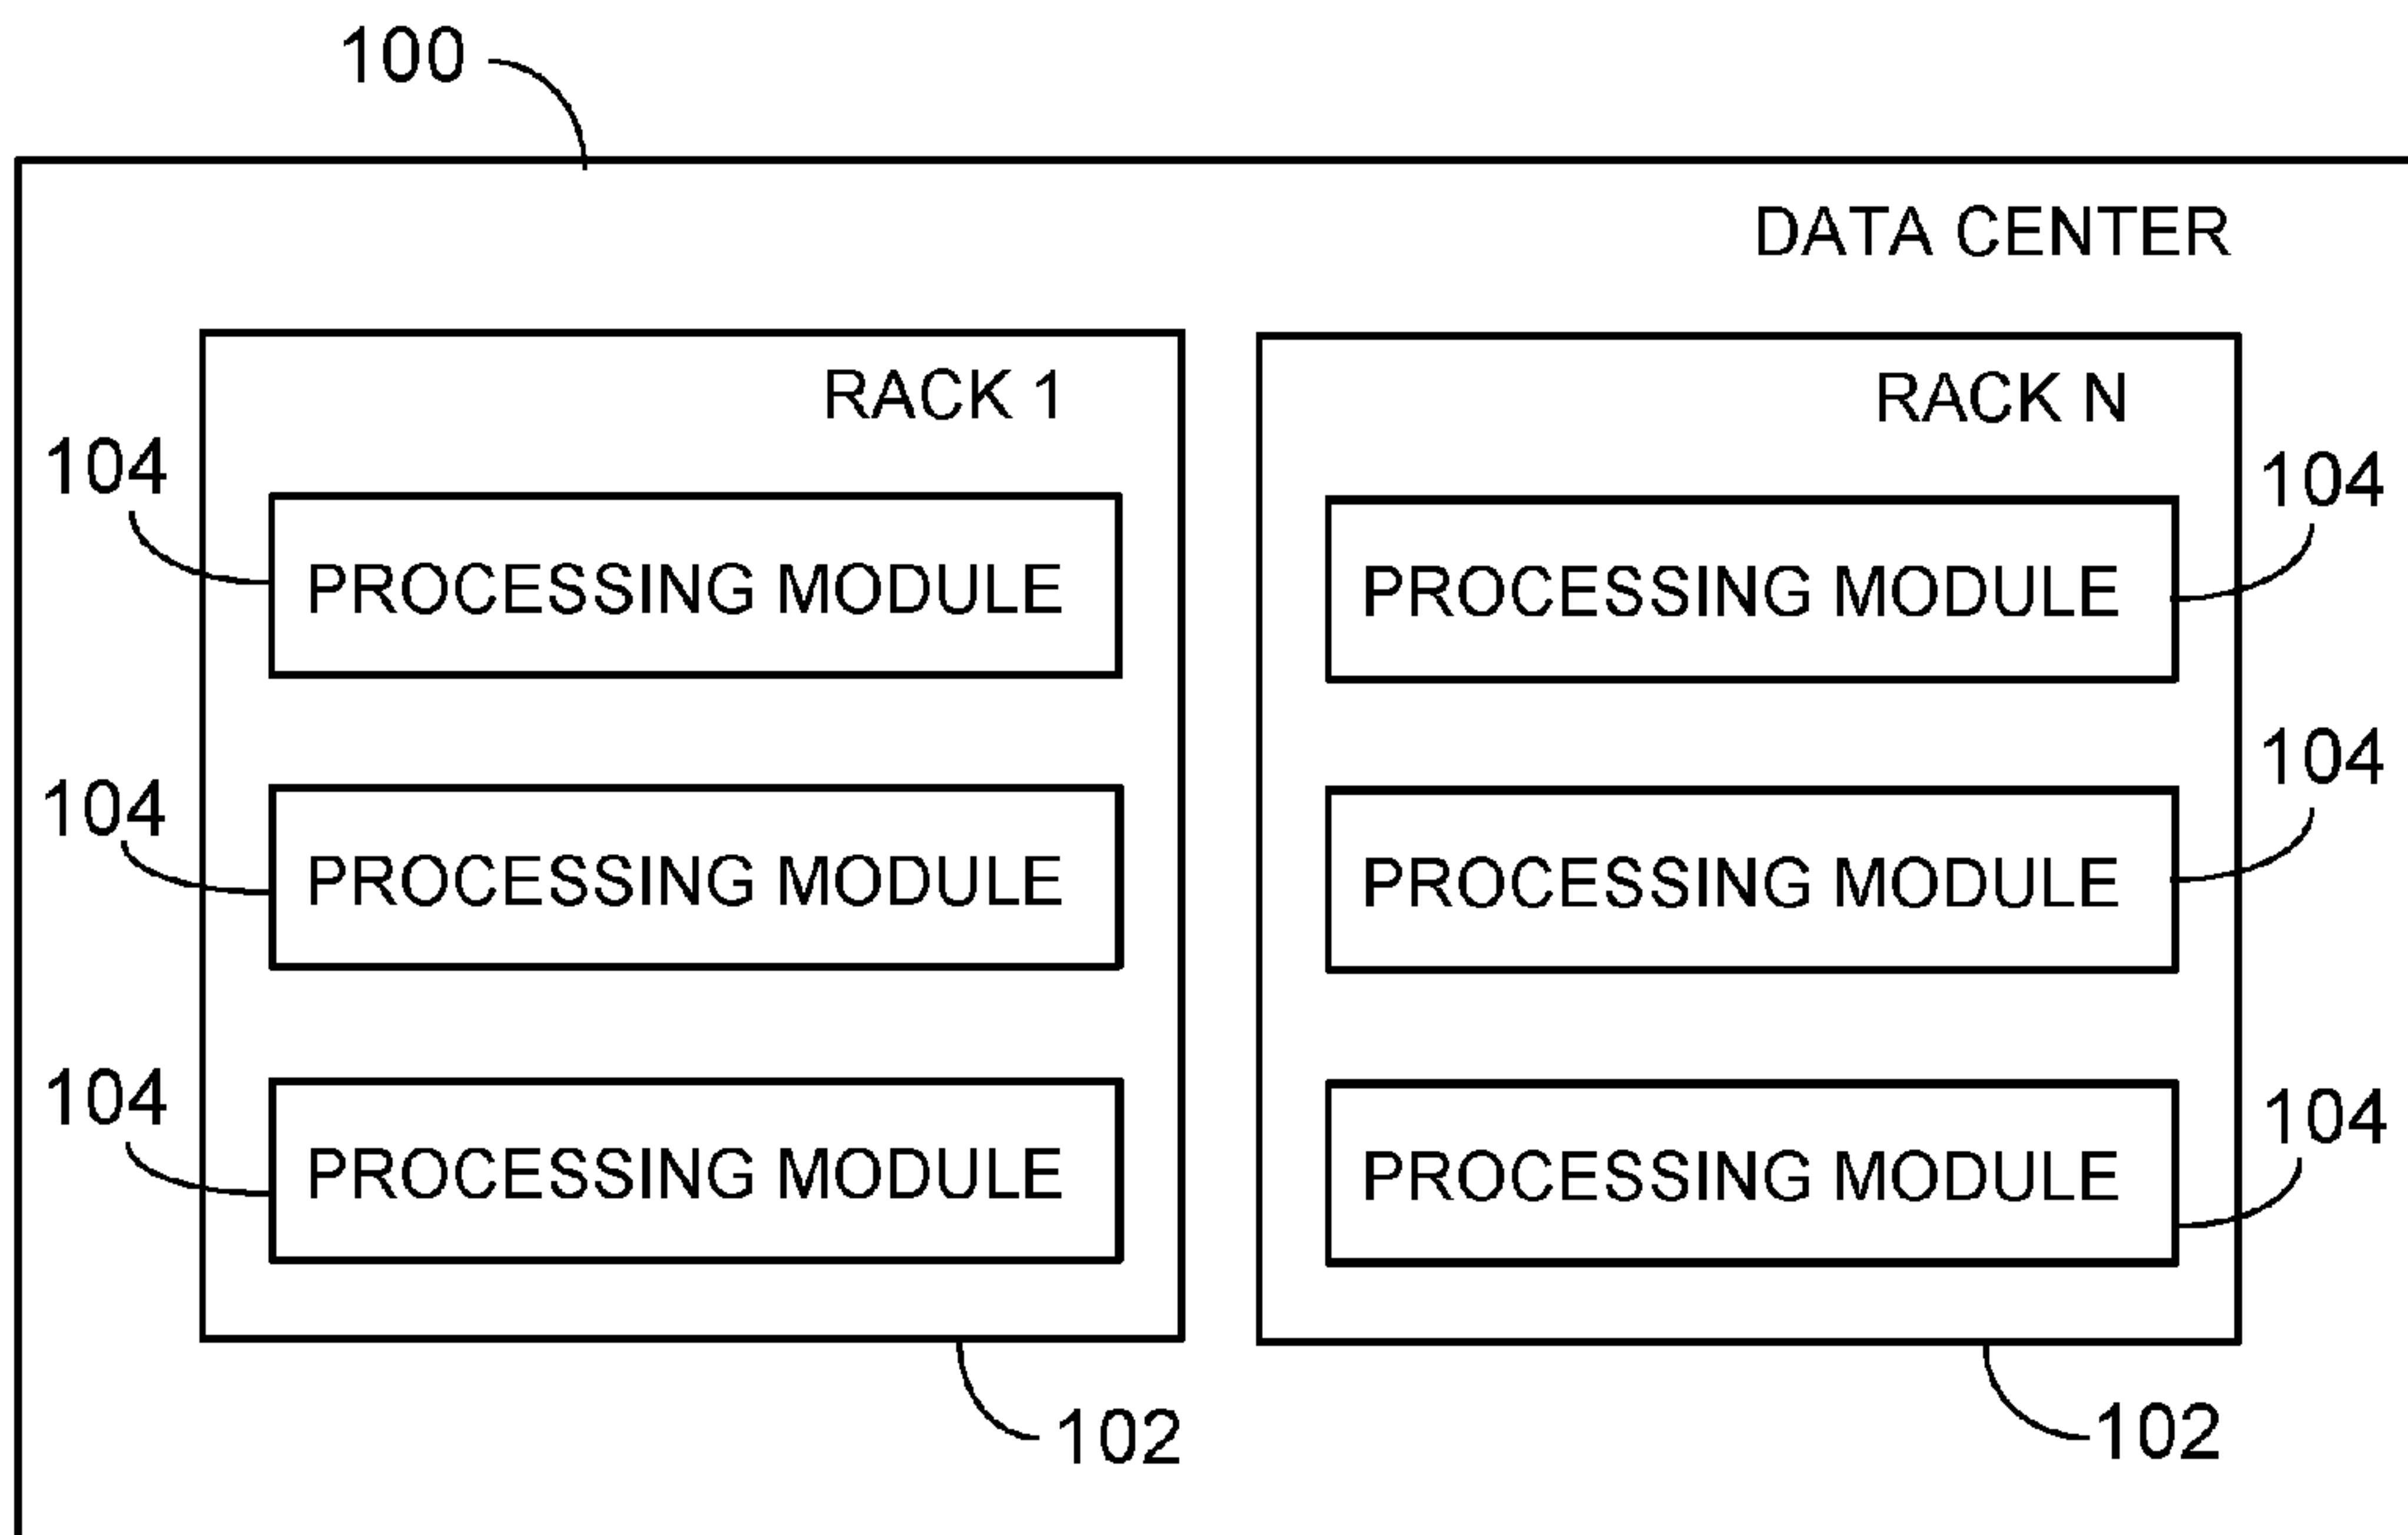 100
DATA CENTER
RACK 1
RACK N
104
PROCESSING MODULE
PROCESSING MODULE
104
104
PROCESSING MODULE
PROCESSING MODULE
104
104
PROCESSING MODULE
PROCESSING MODULE
104
102
102